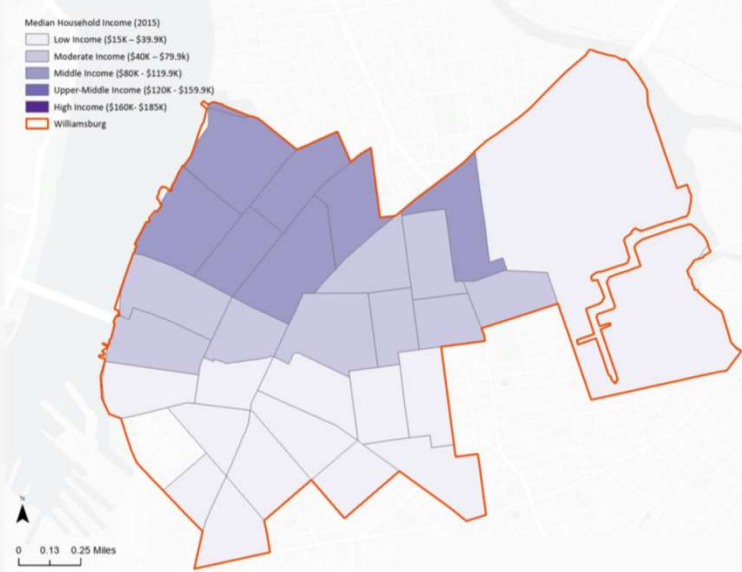 Median Household Income (2015)
Low Income ($15K – $39.9K)
Moderate Income ($40K – $79.9k)
Middle Income ($80K - $119.9K)
Upper-Middle Income ($120K - $159.9K)
High Income ($160K- $185K)
Williamsburg
N
0 0.13 0.25 Miles